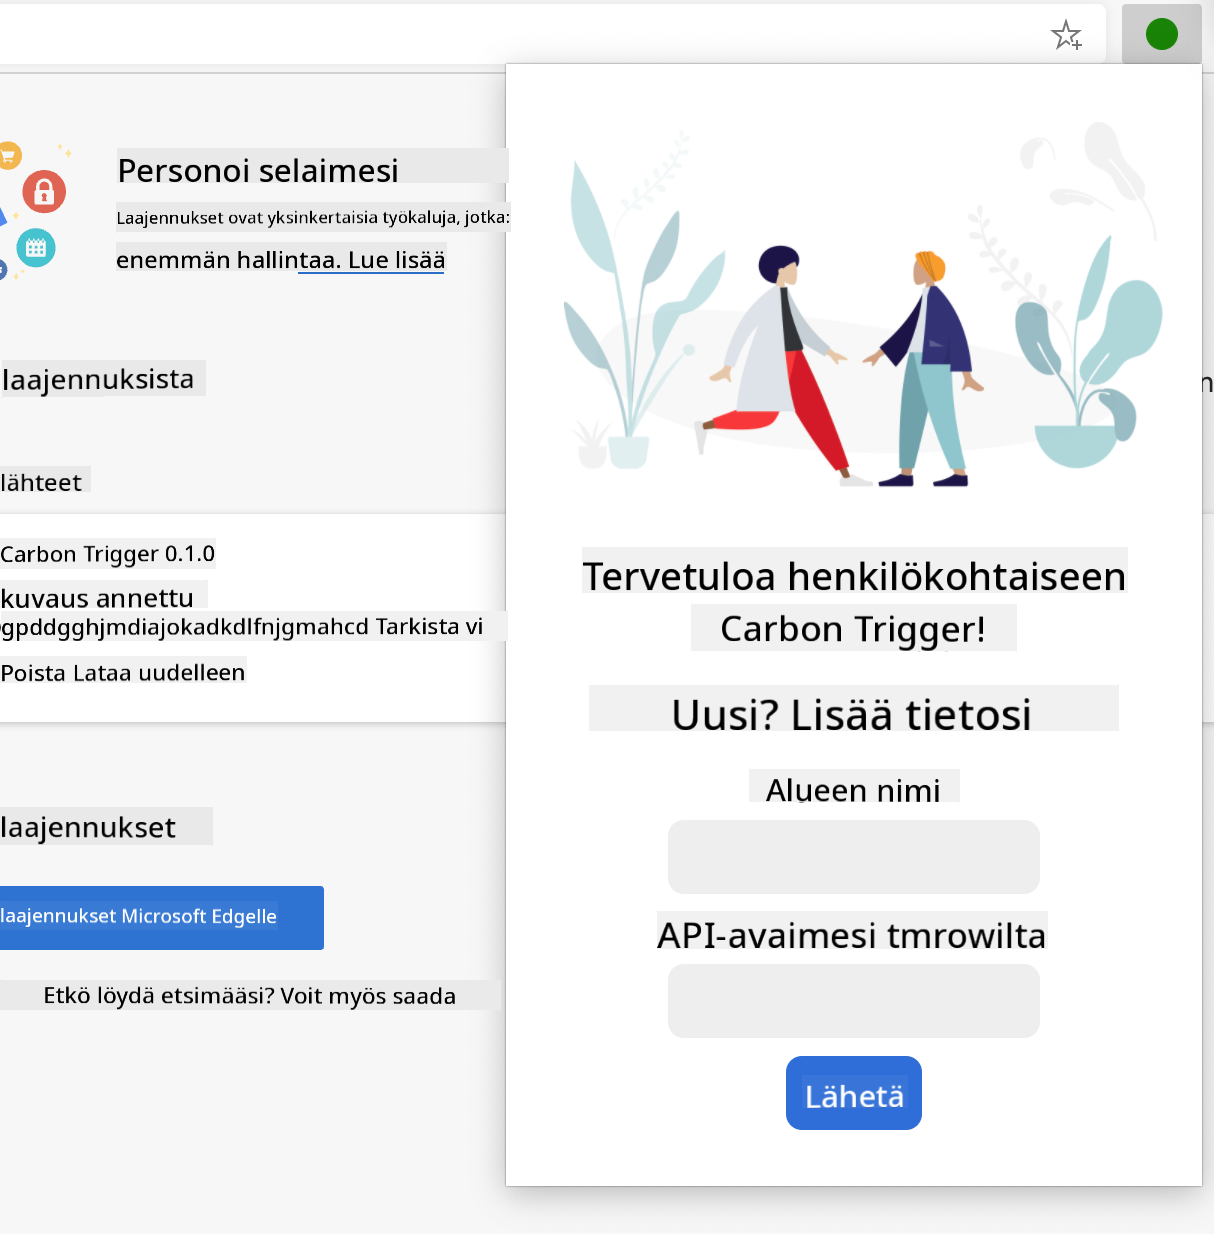 Personoi selaimesi
Laajennukset ovat yksinkertaisia työkaluja, jotka:
enemmän hallintaa. Lue lisää
laajennuksista
n
lähteet
Carbon Trigger 0.1.0
kuvaus annettu
gpddgghjmdiajokadkdlfnjgmahcd Tarkista vi
Poista Lataa uudelleen
laajennukset
laajennukset Microsoft Edgelle
Etkö löydä etsimääsi? Voit myös saada
Tervetuloa henkilökohtaiseen
Carbon Trigger!
Uusi? Lisää tietosi
Alueen nimi
API-avaimesi tmrowilta
Lähetä